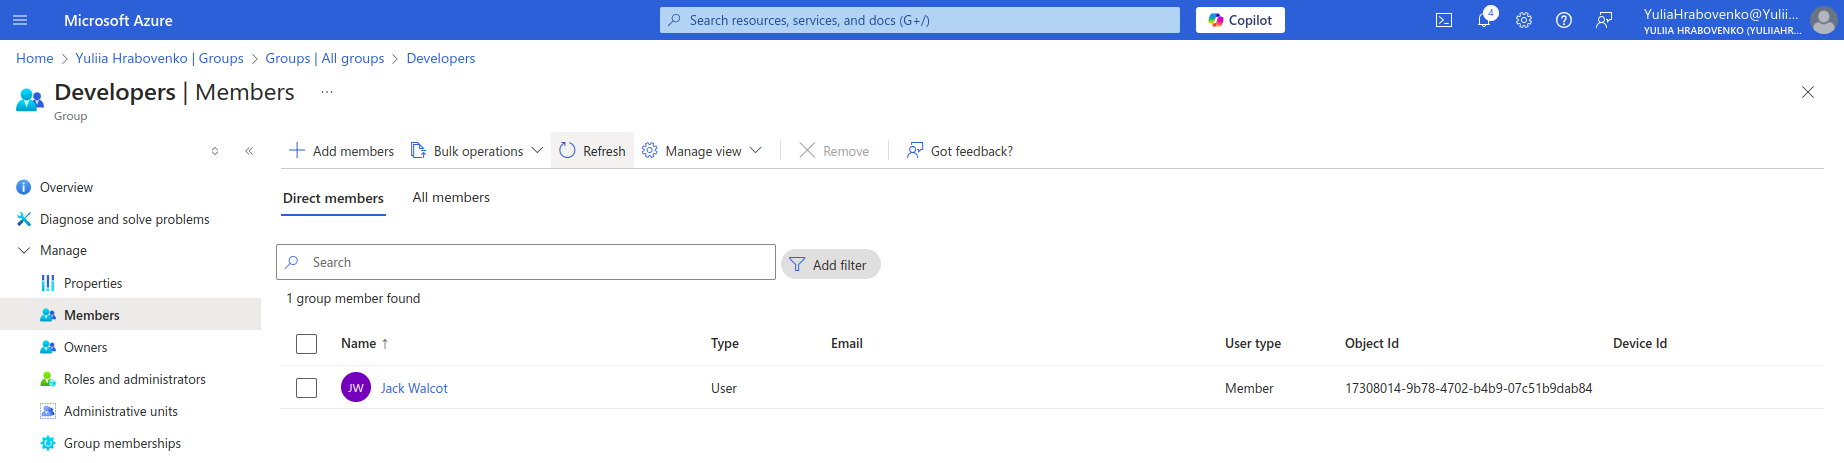 Microsoft Azure
Search resources, services, and docs (G+/)
Copilot
4
YuliaHrabovenko@Yulii...
YULIIA HRABOVENKO (YULIIAHR...
Home > Yuliia Hrabovenko | Groups > Groups | All groups > Developers
Developers | Members ...
Group
Add members Bulk operations Refresh Manage view Remove Got feedback?
Overview
Diagnose and solve problems
Manage
Properties
Members
Owners
Roles and administrators
Administrative units
Group memberships
Direct members All members
Search
Add filter
1 group member found
Name ↑ Type Email User type Object Id Device Id
JW Jack Walcot User Member 17308014-9b78-4702-b4b9-07c51b9dab84